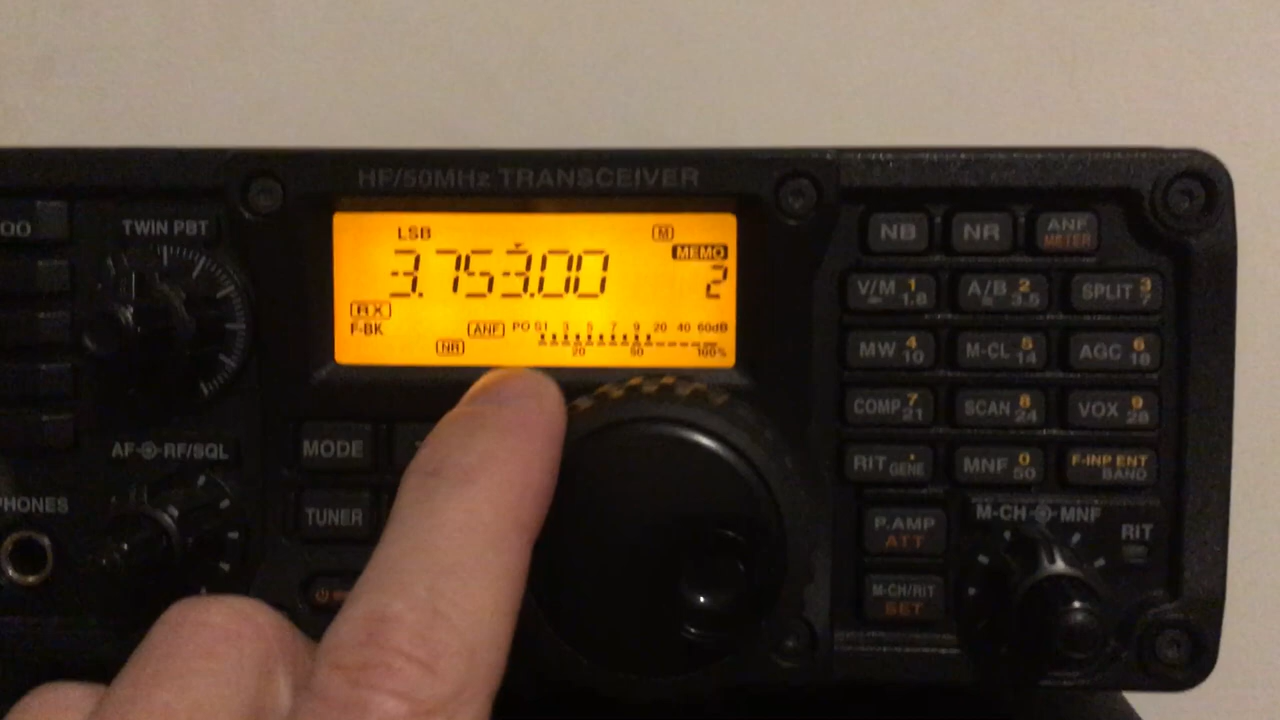 HF/50MHz TRANSCEIVER
OO
TWIN PBT
LSB
M
3.753.00
MEMO
2
RX
F-BK
ANF
PO S1 3 5 7 9 20 40 60dB
NR
20 50 100%
NB
NR
ANF
METER
V/M 1 1.8
A/B 2 3.5
SPLIT 3 7
MW 4 10
M-CL 5 14
AGC 6 18
COMP 7 21
SCAN 8 24
VOX 9 28
RIT . GENE
MNF 0 50
F-INP ENT
BAND
AF RF/SQL
MODE
PHONES
TUNER
P.AMP
ATT
M-CH MNF
RIT
M-CH/RIT
SET